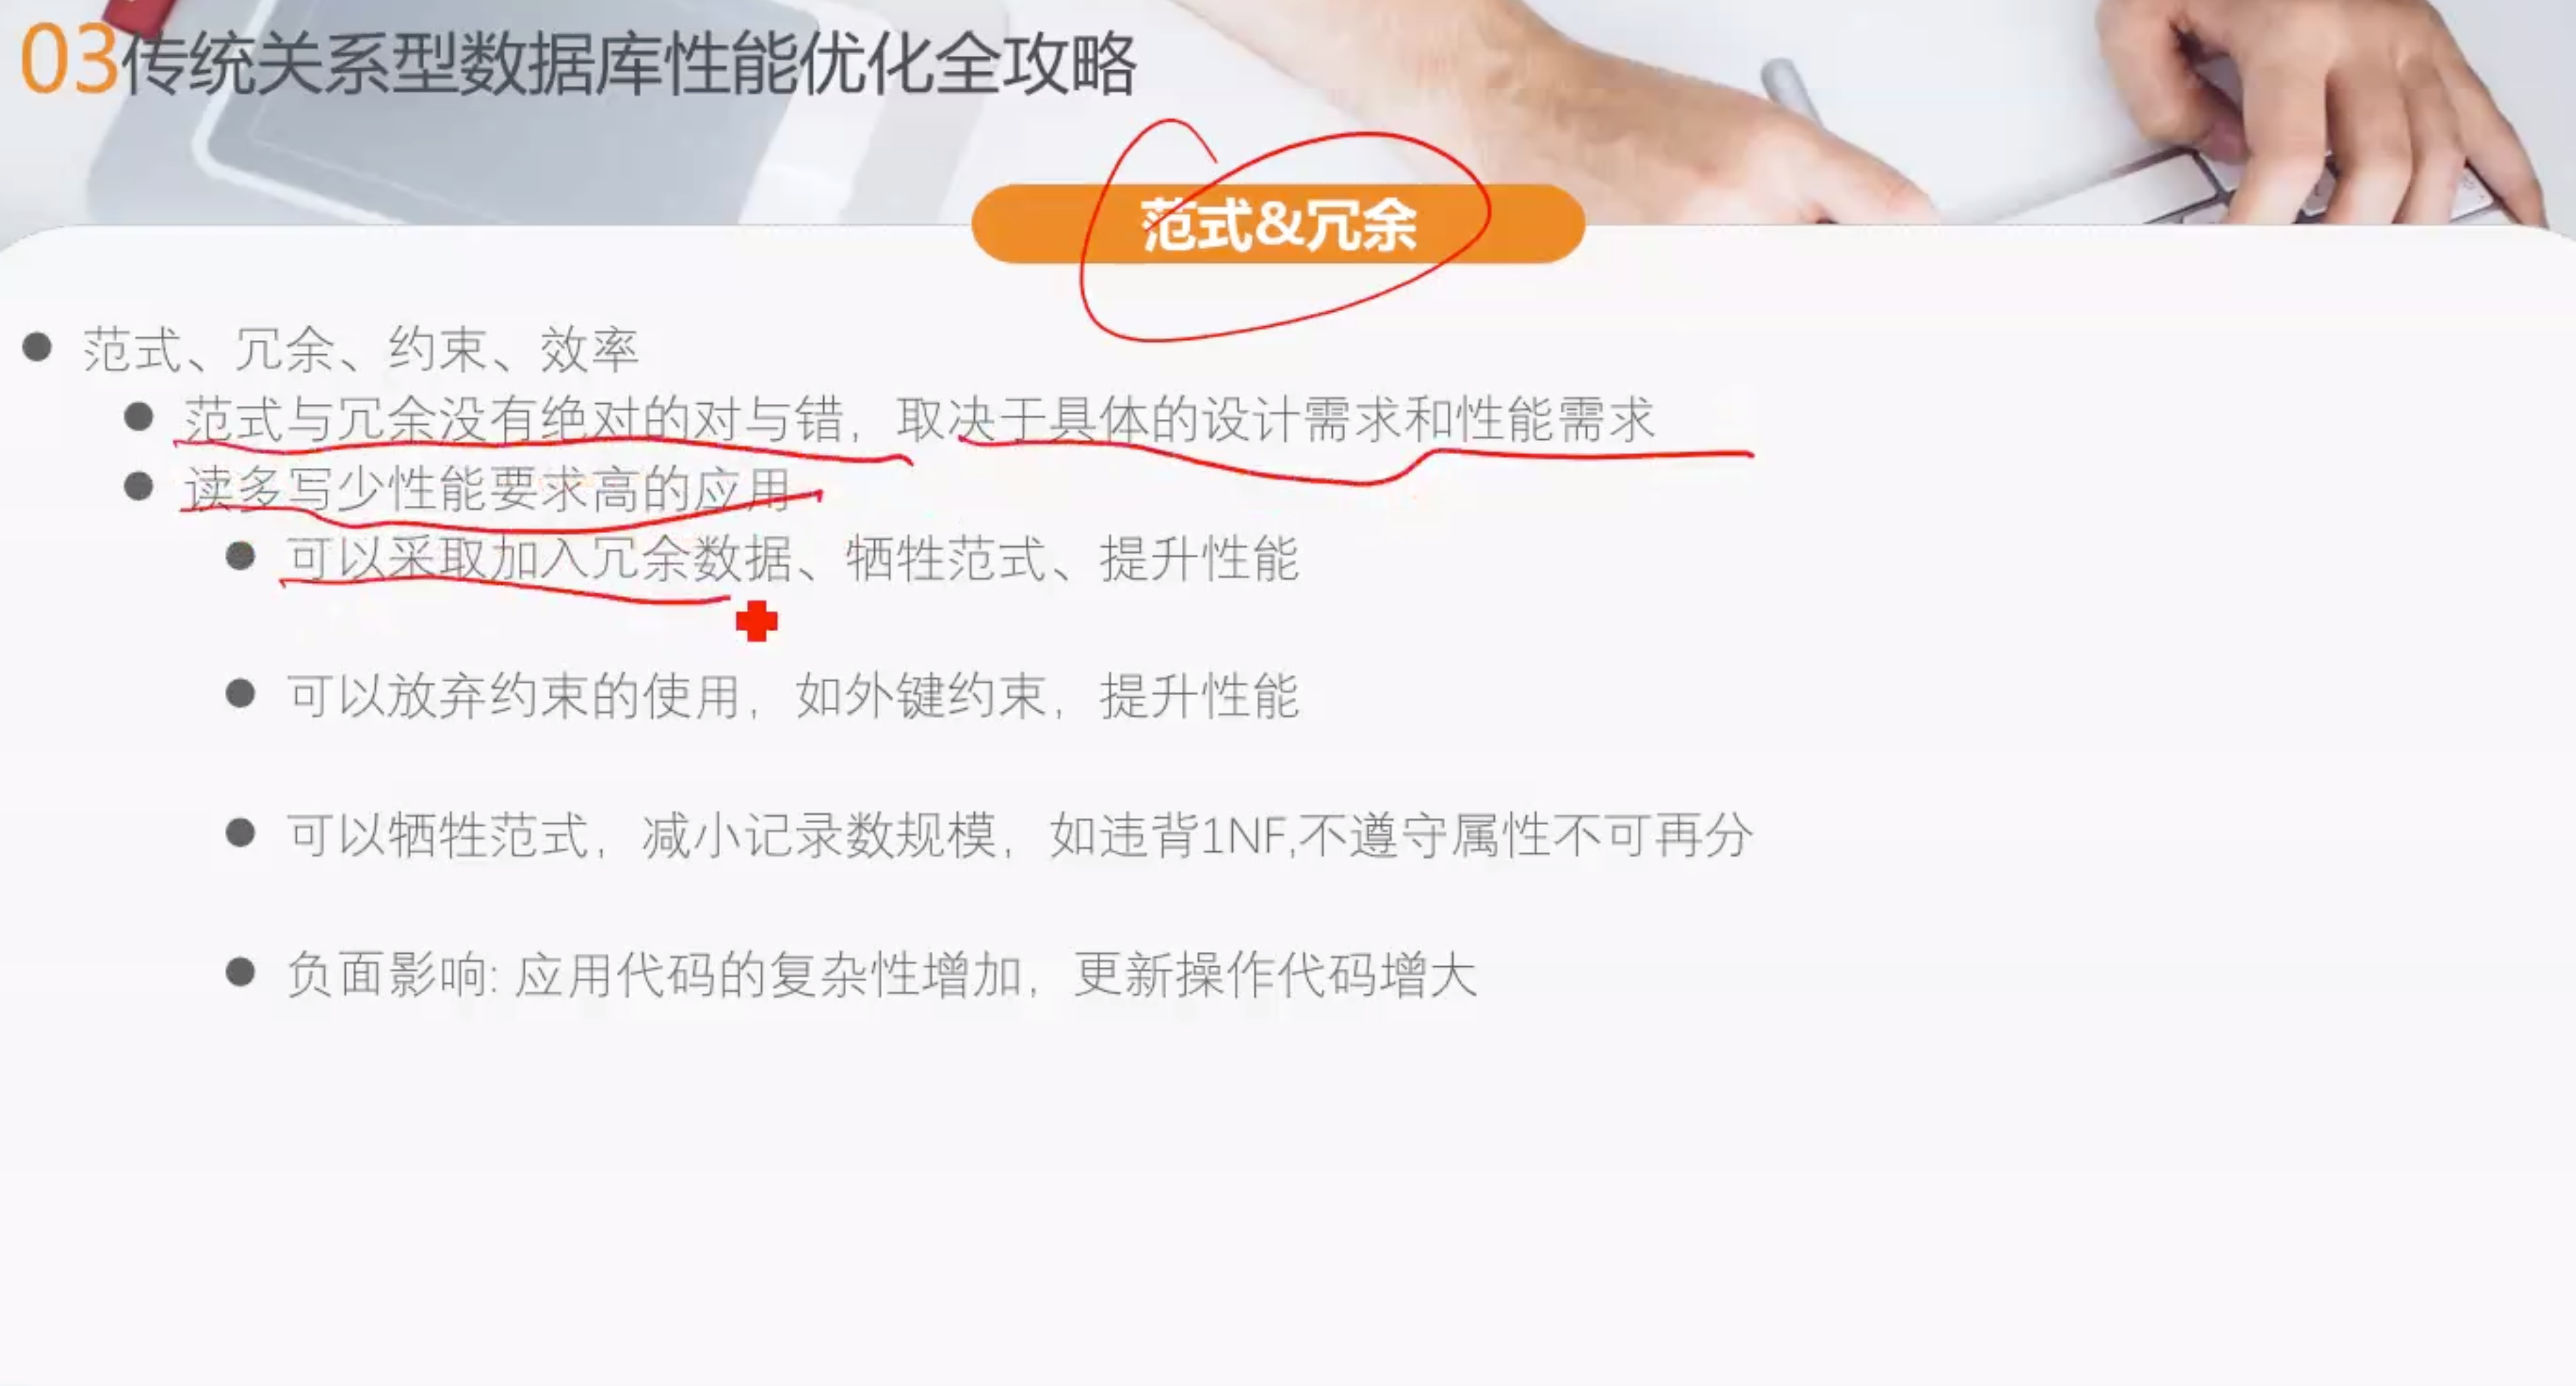 03传统关系型数据库性能优化全攻略
范式&冗余
范式、冗余、约束、效率
范式与冗余没有绝对的对与错，取决于具体的设计需求和性能需求
读多写少性能要求高的应用
可以采取加入冗余数据、牺牲范式、提升性能
可以放弃约束的使用，如外键约束，提升性能
可以牺牲范式，减小记录数规模，如违背1NF,不遵守属性不可再分
负面影响: 应用代码的复杂性增加，更新操作代码增大